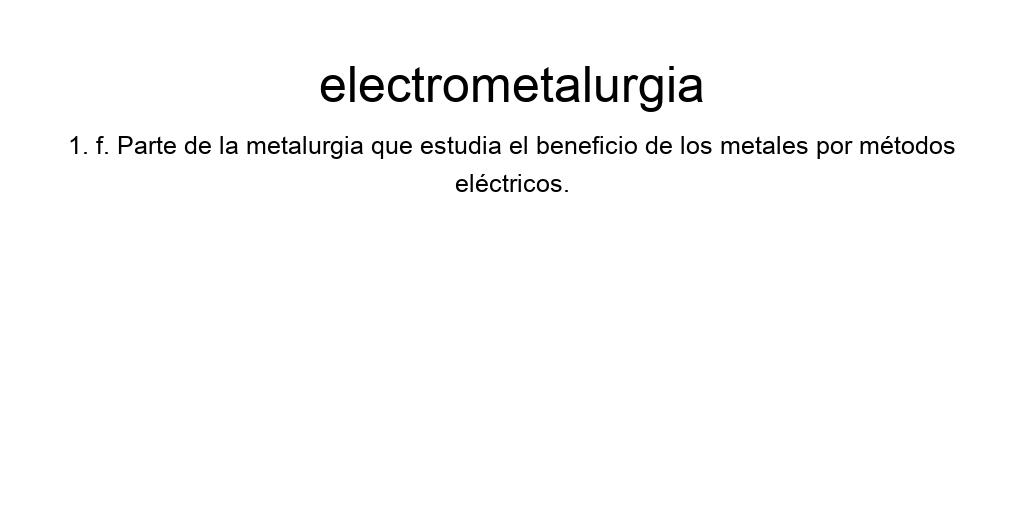 electrometalurgia
1. f. Parte de la metalurgia que estudia el beneficio de los metales por métodos
eléctricos.